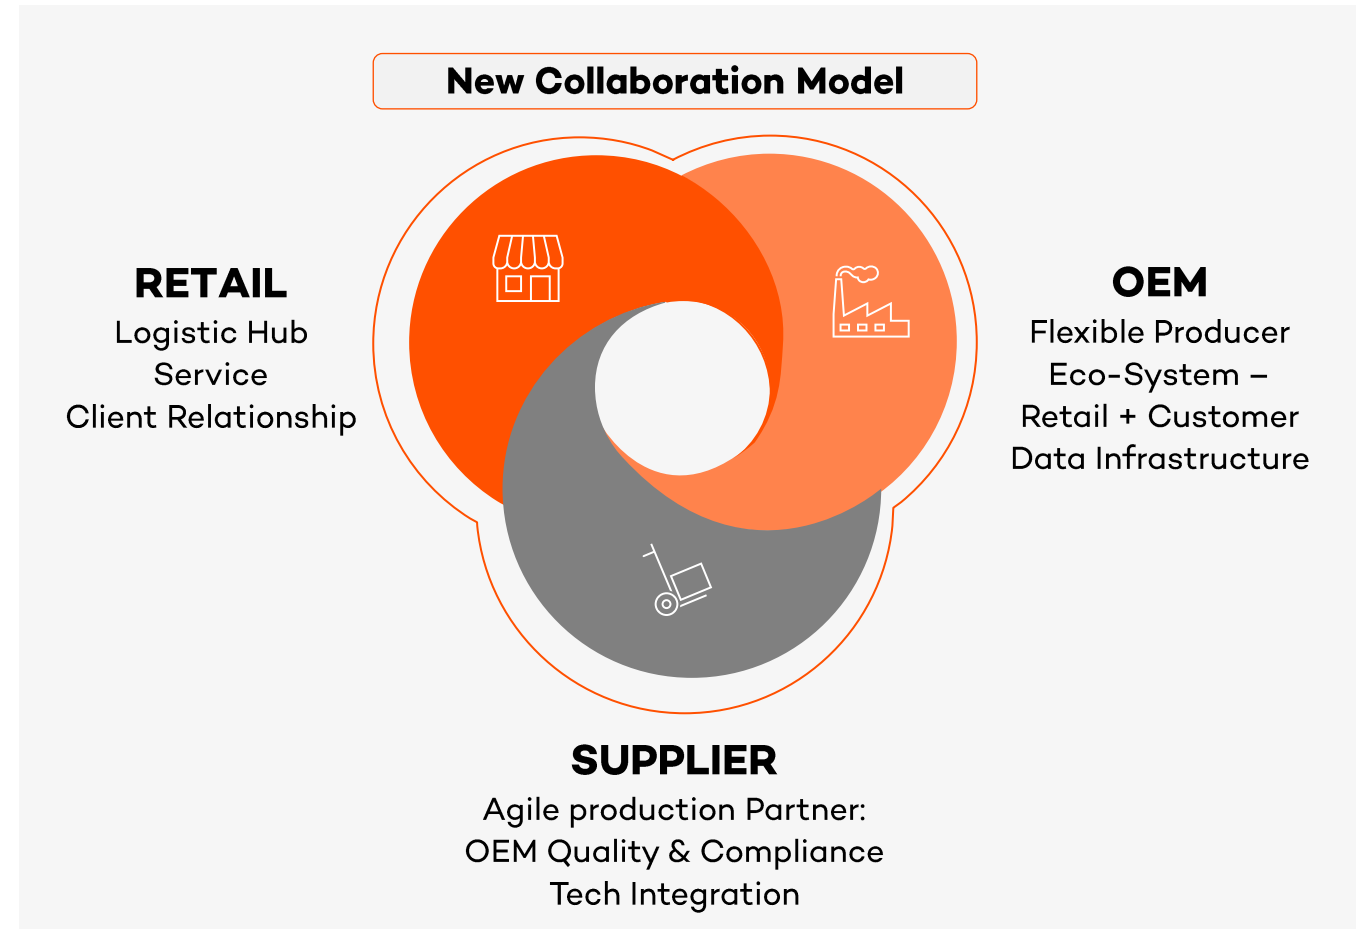 New Collaboration Model
RETAIL
Logistic Hub
Service
Client Relationship
OEM
Flexible Producer
Eco-System –
Retail + Customer
Data Infrastructure
SUPPLIER
Agile production Partner:
OEM Quality & Compliance
Tech Integration